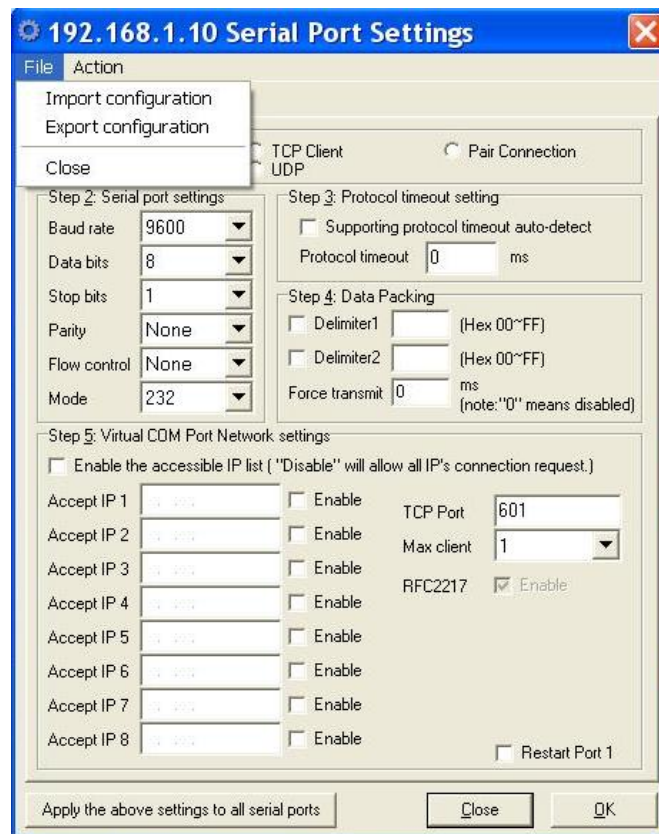 192.168.1.10 Serial Port Settings
File Action
Import configuration
Export configuration
Close
TCP Client
Pair Connection
UDP
Step 2: Serial port settings
Baud rate 9600
Data bits 8
Stop bits 1
Parity None
Flow control None
Mode 232
Step 3: Protocol timeout setting
Supporting protocol timeout auto-detect
Protocol timeout 0 ms
Step 4: Data Packing
Delimiter1 (Hex 00~FF)
Delimiter2 (Hex 00~FF)
Force transmit 0 ms
(note:"0" means disabled)
Step 5: Virtual COM Port Network settings
Enable the accessible IP list ( "Disable" will allow all IP's connection request.)
Accept IP 1 Enable
Accept IP 2 Enable
Accept IP 3 Enable
Accept IP 4 Enable
Accept IP 5 Enable
Accept IP 6 Enable
Accept IP 7 Enable
Accept IP 8 Enable
TCP Port 601
Max client 1
RFC2217 Enable
Restart Port 1
Apply the above settings to all serial ports
Close
OK